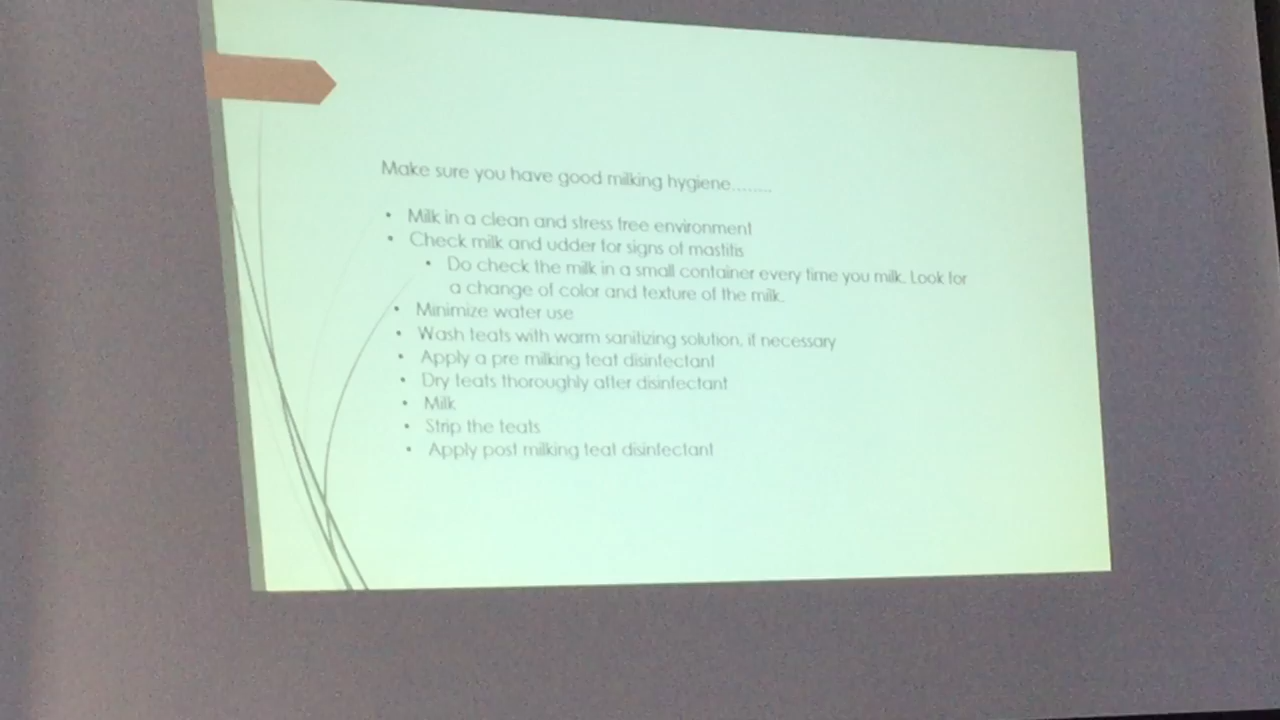 Make sure you have good milking hygiene........
• Milk in a clean and stress free environment
• Check milk and udder for signs of mastitis
• Do check the milk in a small container every time you milk. Look for
a change of color and texture of the milk.
• Minimize water use
• Wash teats with warm sanitizing solution, if necessary
• Apply a pre milking teat disinfectant
• Dry teats thoroughly after disinfectant
• Milk
• Strip the teats
• Apply post milking teat disinfectant